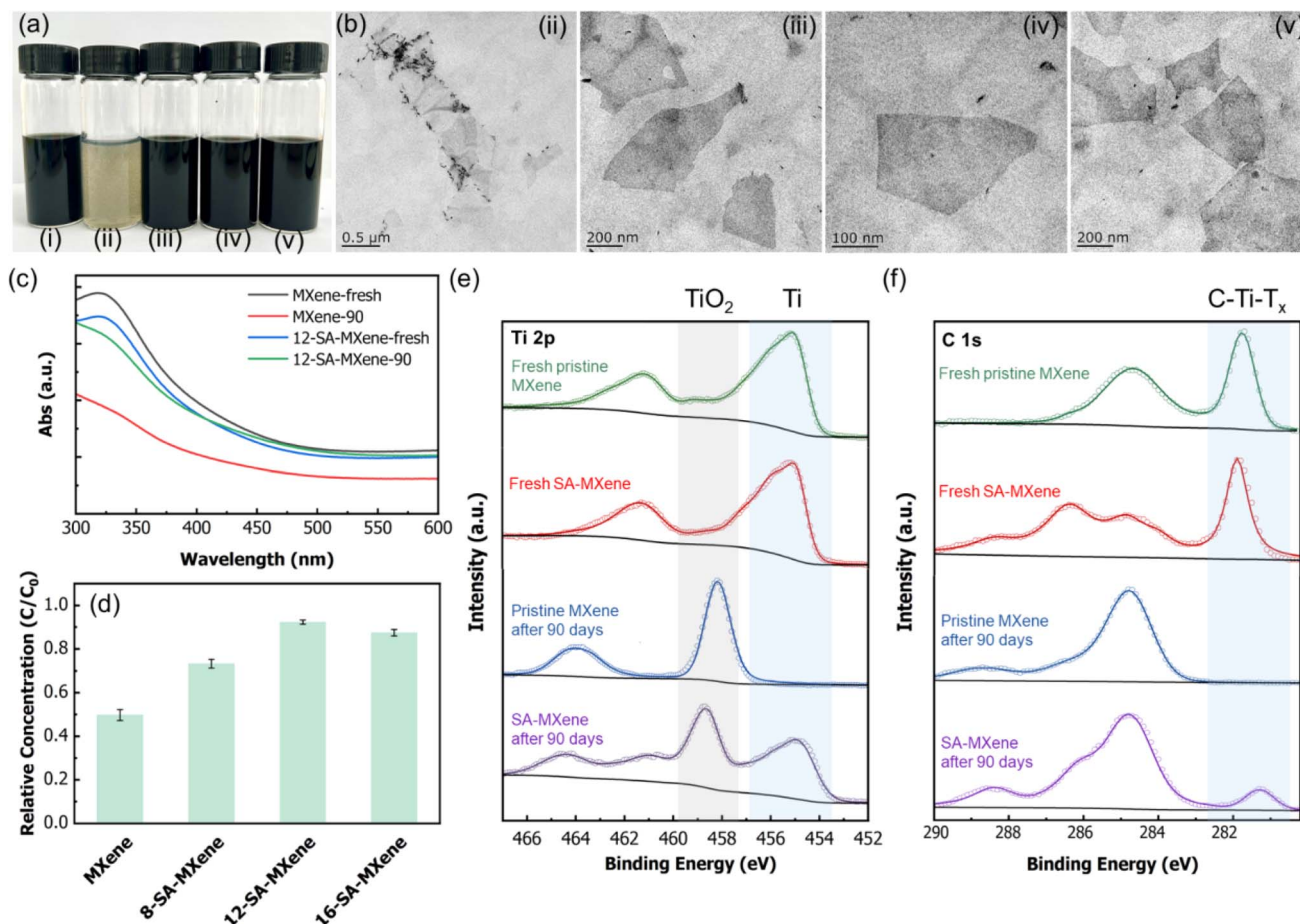 (a)
(i)
(ii)
(iii)
(iv)
(v)
(b)
(ii)
0.5 µm
(iii)
200 nm
(iv)
100 nm
(v)
200 nm
(c)
Abs (a.u.)
MXene-fresh
MXene-90
12-SA-MXene-fresh
12-SA-MXene-90
300 350 400 450 500 550 600
Wavelength (nm)
(d)
Relative Concentration (C/C₀)
1.0
0.8
0.6
0.4
0.2
0.0
MXene
8-SA-MXene
12-SA-MXene
16-SA-MXene
(e)
TiO₂
Ti
Ti 2p
Fresh pristine
MXene
Fresh SA-MXene
Pristine MXene
after 90 days
SA-MXene
after 90 days
Intensity (a.u.)
466 464 462 460 458 456 454 452
Binding Energy (eV)
(f)
C-Ti-Tₓ
C 1s
Fresh pristine MXene
Fresh SA-MXene
Pristine MXene
after 90 days
SA-MXene
after 90 days
Intensity (a.u.)
290 288 286 284 282
Binding Energy (eV)